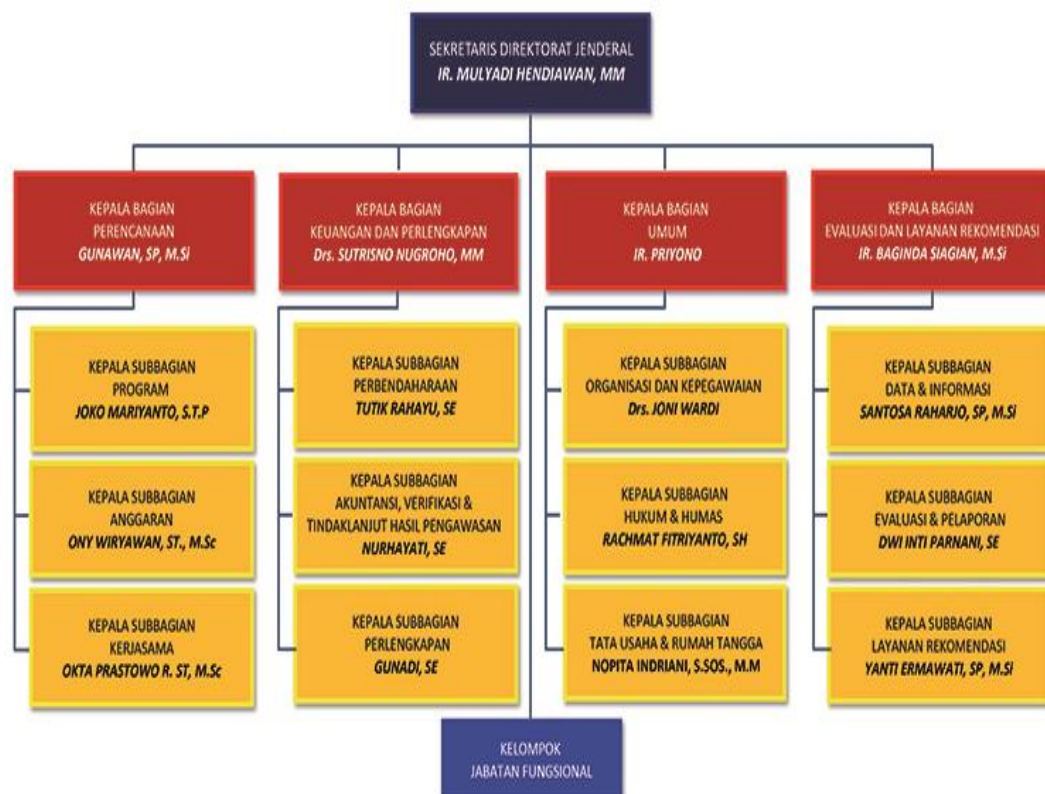 SEKRETARIS DIREKTORAT JENDERAL
IR. MULYADI HENDIAWAN, MM
KEPALA BAGIAN
PERENCANAAN
GUNAWAN, SP, M.Si
KEPALA BAGIAN
KEUANGAN DAN PERLENGKAPAN
Drs. SUTRISNO NUGROHO, MM
KEPALA BAGIAN
UMUM
IR. PRIYONO
KEPALA BAGIAN
EVALUASI DAN LAYANAN REKOMENDASI
IR. BAGINDA SIAGIAN, M.Si
KEPALA SUBBAGIAN
PROGRAM
JOKO MARIYANTO, S.T.P
KEPALA SUBBAGIAN
PERBENDAHARAAN
TUTIK RAHAYU, SE
KEPALA SUBBAGIAN
ORGANISASI DAN KEPEGAWAIAN
Drs. JONI WARDI
KEPALA SUBBAGIAN
DATA & INFORMASI
SANTOSA RAHARJO, SP, M.Si
KEPALA SUBBAGIAN
ANGGARAN
ONY WIRYAWAN, ST., M.Sc
KEPALA SUBBAGIAN
AKUNTANSI, VERIFIKASI &
TINDAKLANJUT HASIL PENGAWASAN
NURHAYATI, SE
KEPALA SUBBAGIAN
HUKUM & HUMAS
RACHMAT FITRIYANTO, SH
KEPALA SUBBAGIAN
EVALUASI & PELAPORAN
DWI INTI PARNANI, SE
KEPALA SUBBAGIAN
KERJASAMA
OKTA PRASTOWO R. ST, M.Sc
KEPALA SUBBAGIAN
PERLENGKAPAN
GUNADI, SE
KEPALA SUBBAGIAN
TATA USAHA & RUMAH TANGGA
NOPITA INDRIANI, S.SOS., M.M
KEPALA SUBBAGIAN
LAYANAN REKOMENDASI
YANTI ERMAWATI, SP, M.Si
KELOMPOK
JABATAN FUNGSIONAL